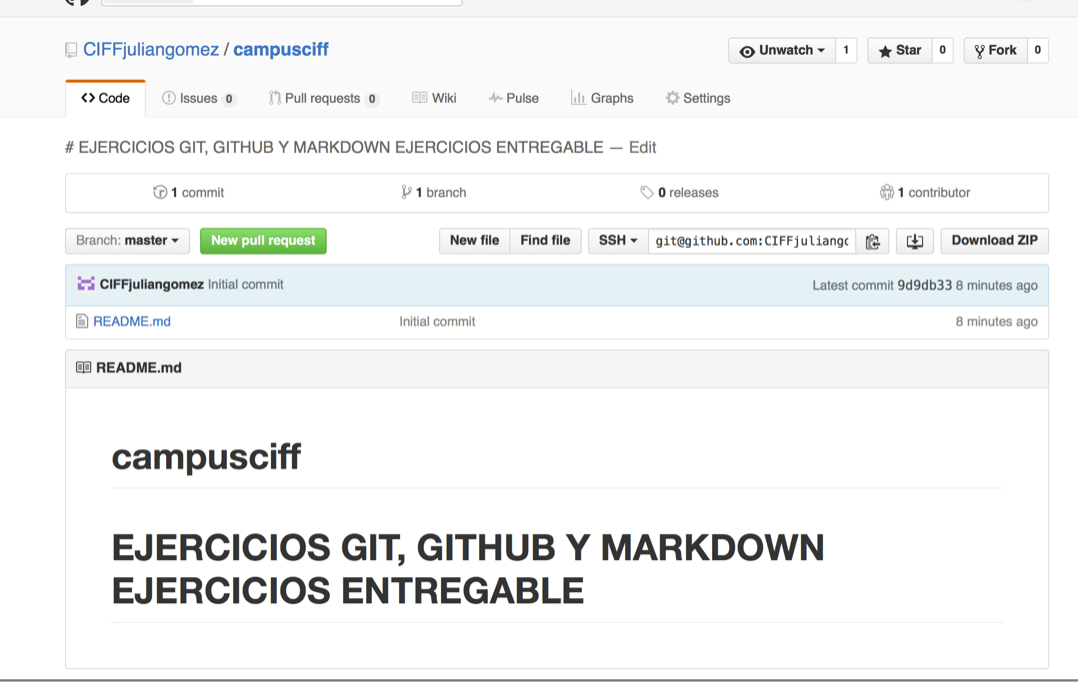 CIFFjuliangomez / campusciff
Unwatch 1 Star 0 Fork 0
Code Issues 0 Pull requests 0 Wiki Pulse Graphs Settings
# EJERCICIOS GIT, GITHUB Y MARKDOWN EJERCICIOS ENTREGABLE — Edit
1 commit 1 branch 0 releases 1 contributor
Branch: master New pull request New file Find file SSH git@github.com:CIFFjuliangc Download ZIP
CIFFjuliangomez Initial commit Latest commit 9d9db33 8 minutes ago
README.md Initial commit 8 minutes ago
README.md
campusciff
EJERCICIOS GIT, GITHUB Y MARKDOWN
EJERCICIOS ENTREGABLE